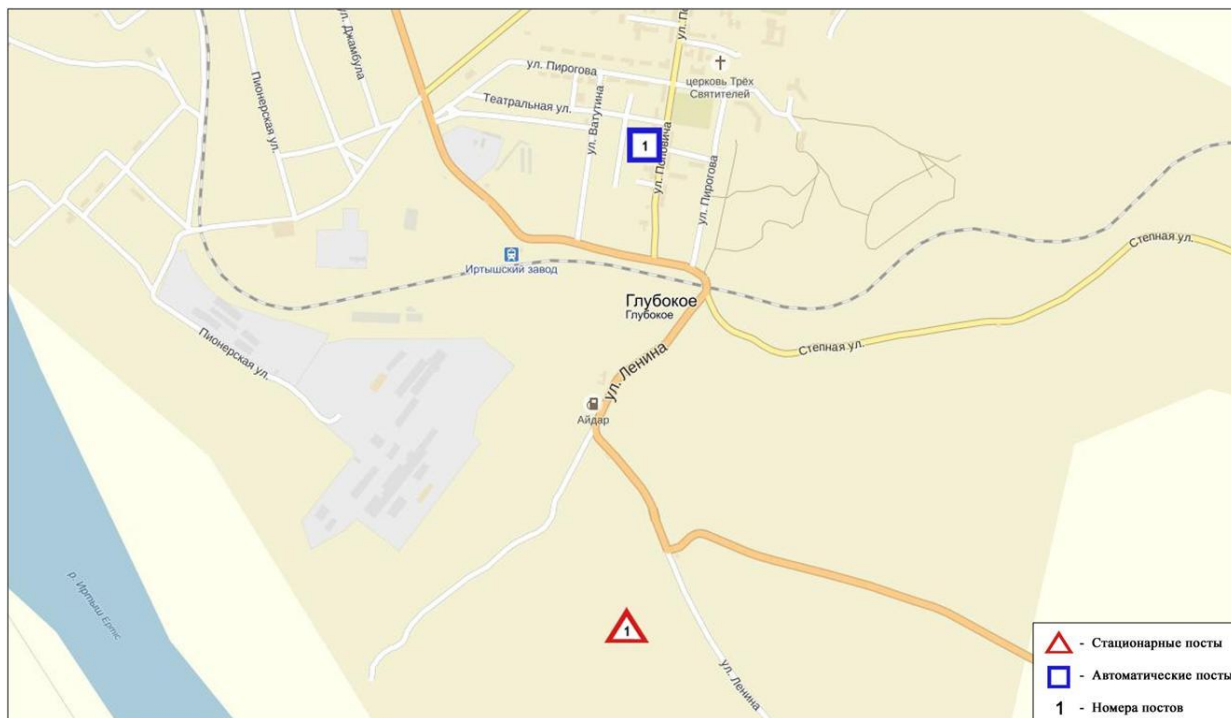 ул. По
ул. Джамбула
Пионерская ул.
ул. Пирогова
церковь Трёх
Святителей
Театральная ул.
ул. Ватутина
1
ул. Поповича
ул. Пирогова
Степная ул.
Иртышский завод
Глубокое
Глубокое
Пионерская ул.
Степная ул.
ул. Ленина
Айдар
р. Иртыш Ертіс
1
ул. Ленина
- Стационарные посты
- Автоматические посты
1 - Номера постов